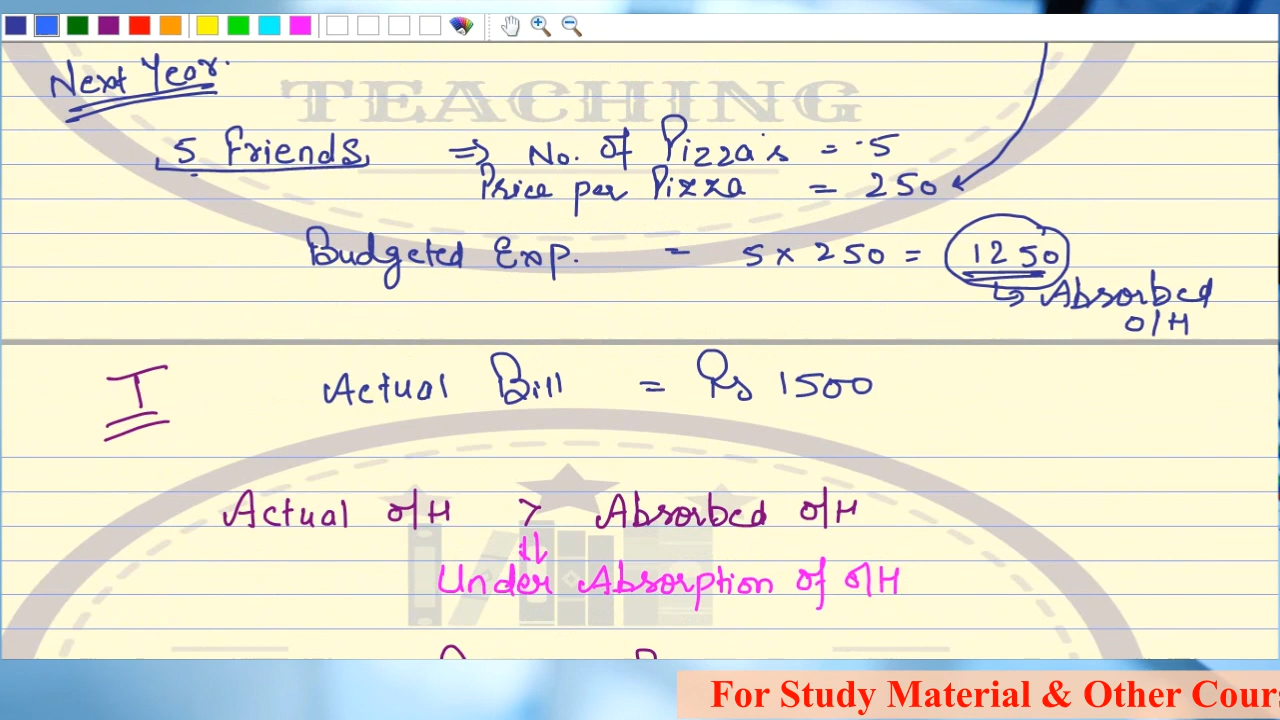 Next Year.
TEACHING
5 Friends ⇒ No. of Pizza's = 5
Price per Pizza = 250
Budgeted Exp. = 5 x 250 = 1250
↳ Absorbed
O/H
I Actual Bill = Rs 1500
Actual O/H > Absorbed O/H
⇓
Under Absorption of O/H
For Study Material & Other Cour